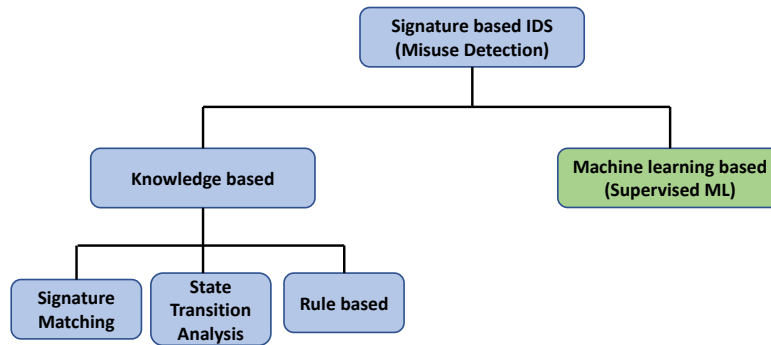 Signature based IDS
(Misuse Detection)
Knowledge based
Machine learning based
(Supervised ML)
Signature
Matching
State
Transition
Analysis
Rule based